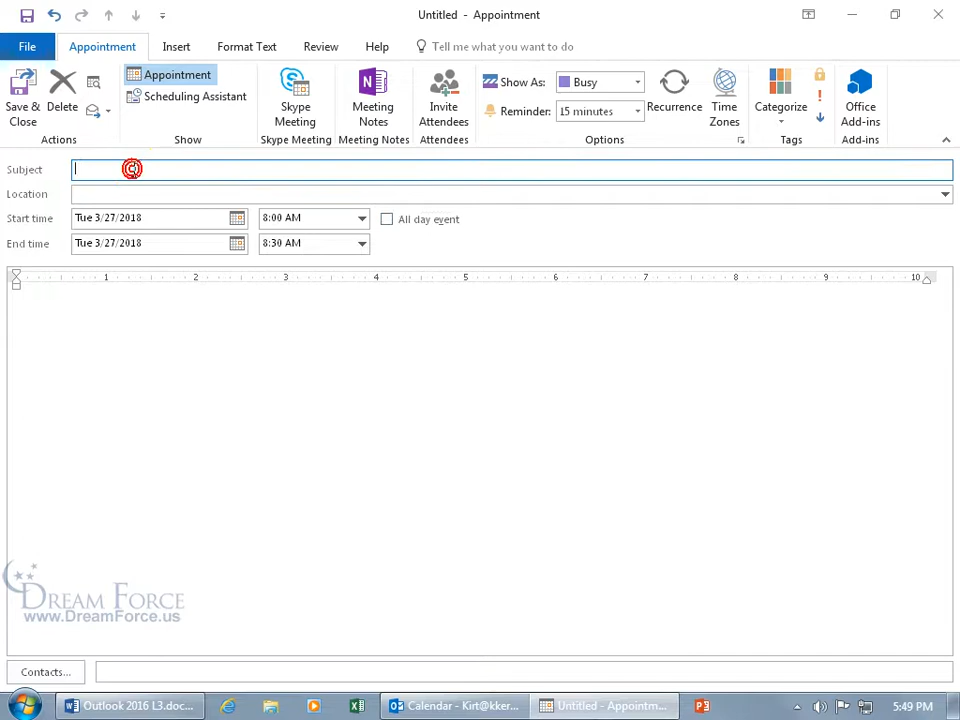 Untitled - Appointment
File Appointment Insert Format Text Review Help Tell me what you want to do
Save & Close
Delete
Actions
Appointment
Scheduling Assistant
Show
Skype Meeting
Skype Meeting
Meeting Notes
Meeting Notes
Invite Attendees
Attendees
Show As: Busy
Reminder: 15 minutes
Recurrence
Time Zones
Options
Categorize
Tags
Office Add-ins
Add-ins
Subject
Location
Start time Tue 3/27/2018 8:00 AM All day event
End time Tue 3/27/2018 8:30 AM
1 2 3 4 5 6 7 8 9 10
DREAM FORCE
www.DreamForce.us
Contacts...
Outlook 2016 L3.doc... Calendar - Kirt@kker... Untitled - Appointm... 5:49 PM